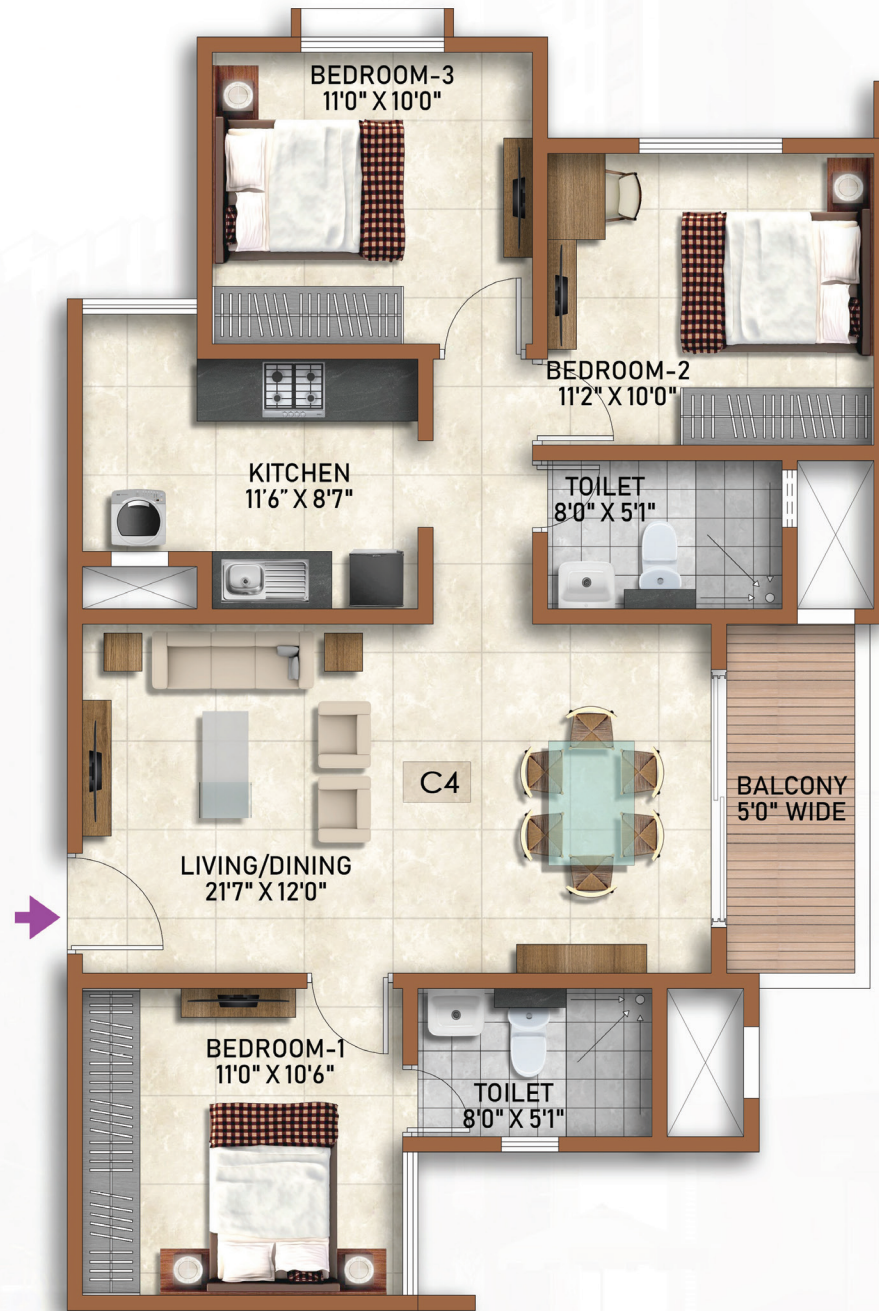 BEDROOM-3
11'0" X 10'0"
BEDROOM-2
11'2" X 10'0"
KITCHEN
11'6” X 8'7"
TOILET
8'0" X 5'1"
C4
BALCONY
5'0" WIDE
LIVING/DINING
21'7" X 12'0"
BEDROOM-1
11'0" X 10'6"
TOILET
8'0" X 5'1"